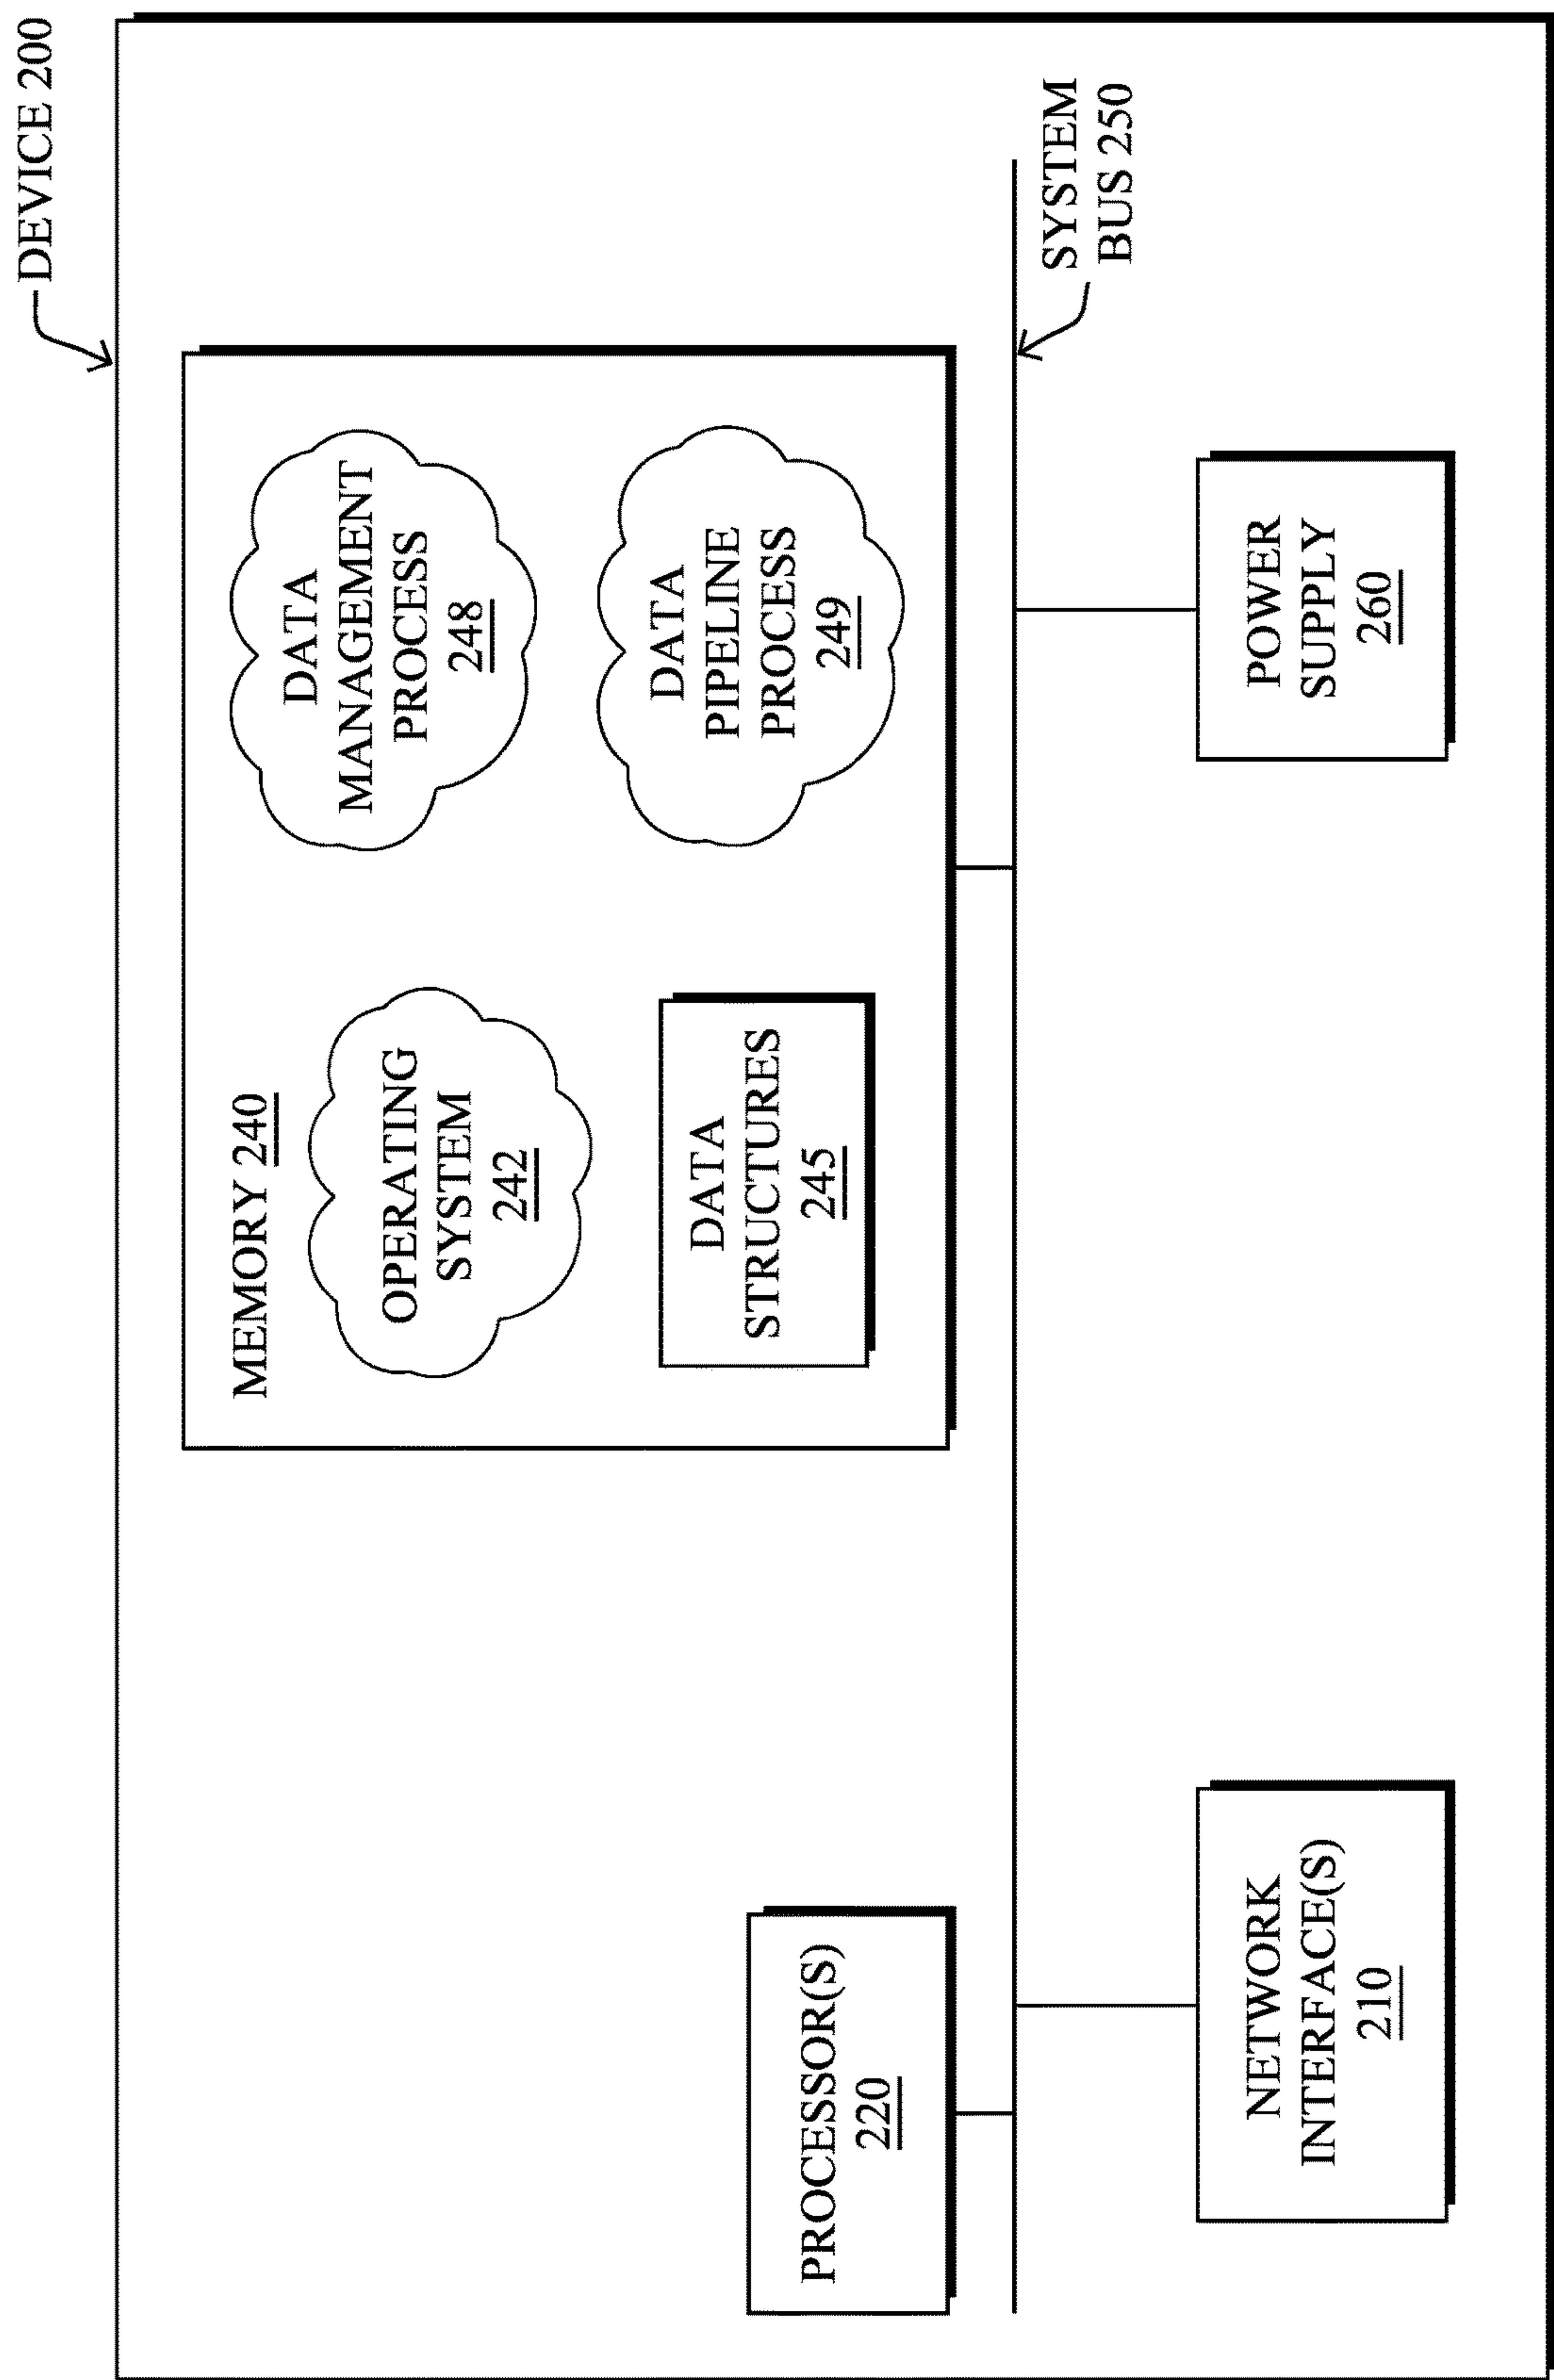 DEVICE 200
MEMORY 240
OPERATING
SYSTEM
242
DATA
STRUCTURES
245
DATA
MANAGEMENT
PROCESS
248
DATA
PIPELINE
PROCESS
249
PROCESSOR(S)
220
SYSTEM
BUS 250
NETWORK
INTERFACE(S)
210
POWER
SUPPLY
260